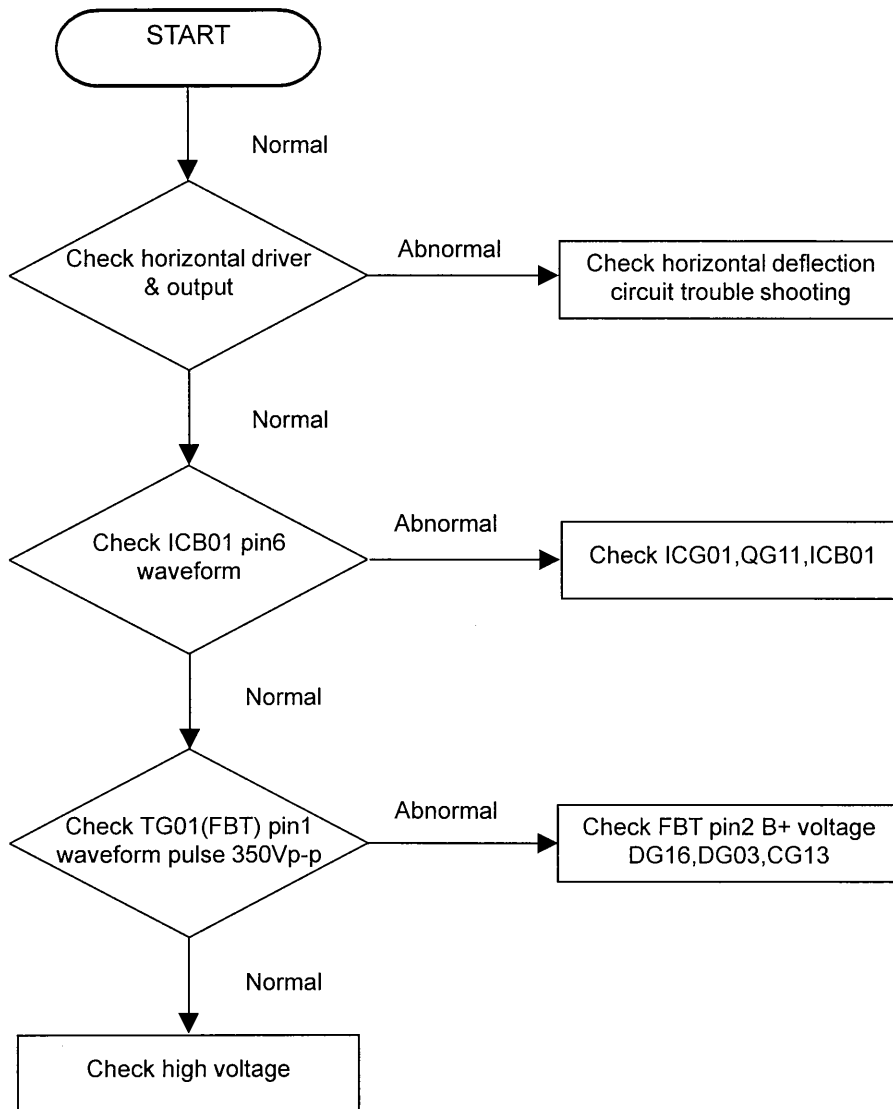 START
Normal
Check horizontal driver
& output
Abnormal
Check horizontal deflection
circuit trouble shooting
Normal
Check ICB01 pin6
waveform
Abnormal
Check ICG01,QG11,ICB01
Normal
Check TG01(FBT) pin1
waveform pulse 350Vp-p
Abnormal
Check FBT pin2 B+ voltage
DG16,DG03,CG13
Normal
Check high voltage